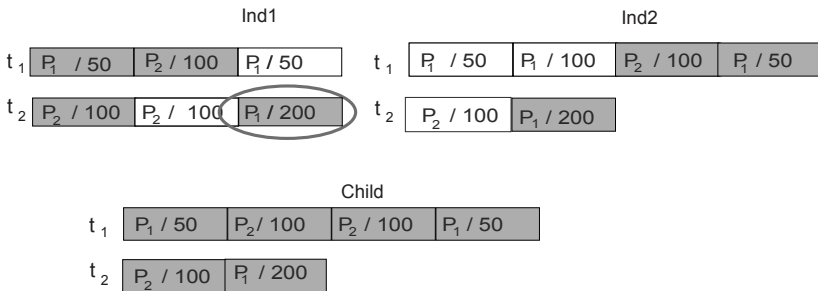 Ind1 Ind2
t1 P1 / 50 P2 / 100 P1 / 50 t1 P1 / 50 P1 / 100 P2 / 100 P1 / 50
t2 P2 / 100 P2 / 100 P1 / 200 t2 P2 / 100 P1 / 200
Child
t1 P1 / 50 P2 / 100 P2 / 100 P1 / 50
t2 P2 / 100 P1 / 200